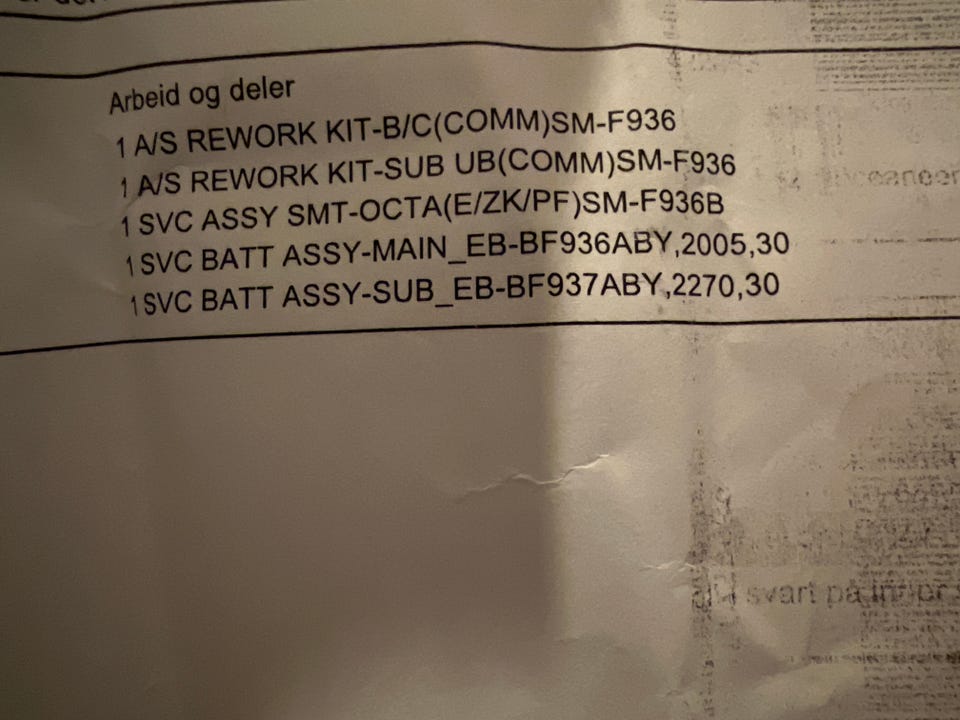 Arbeid og deler
1 A/S REWORK KIT-B/C(COMM)SM-F936
1 A/S REWORK KIT-SUB UB(COMM)SM-F936
1 SVC ASSY SMT-OCTA(E/ZK/PF)SM-F936B
1 SVC BATT ASSY-MAIN_EB-BF936ABY,2005,30
1 SVC BATT ASSY-SUB_EB-BF937ABY,2270,30
svart på